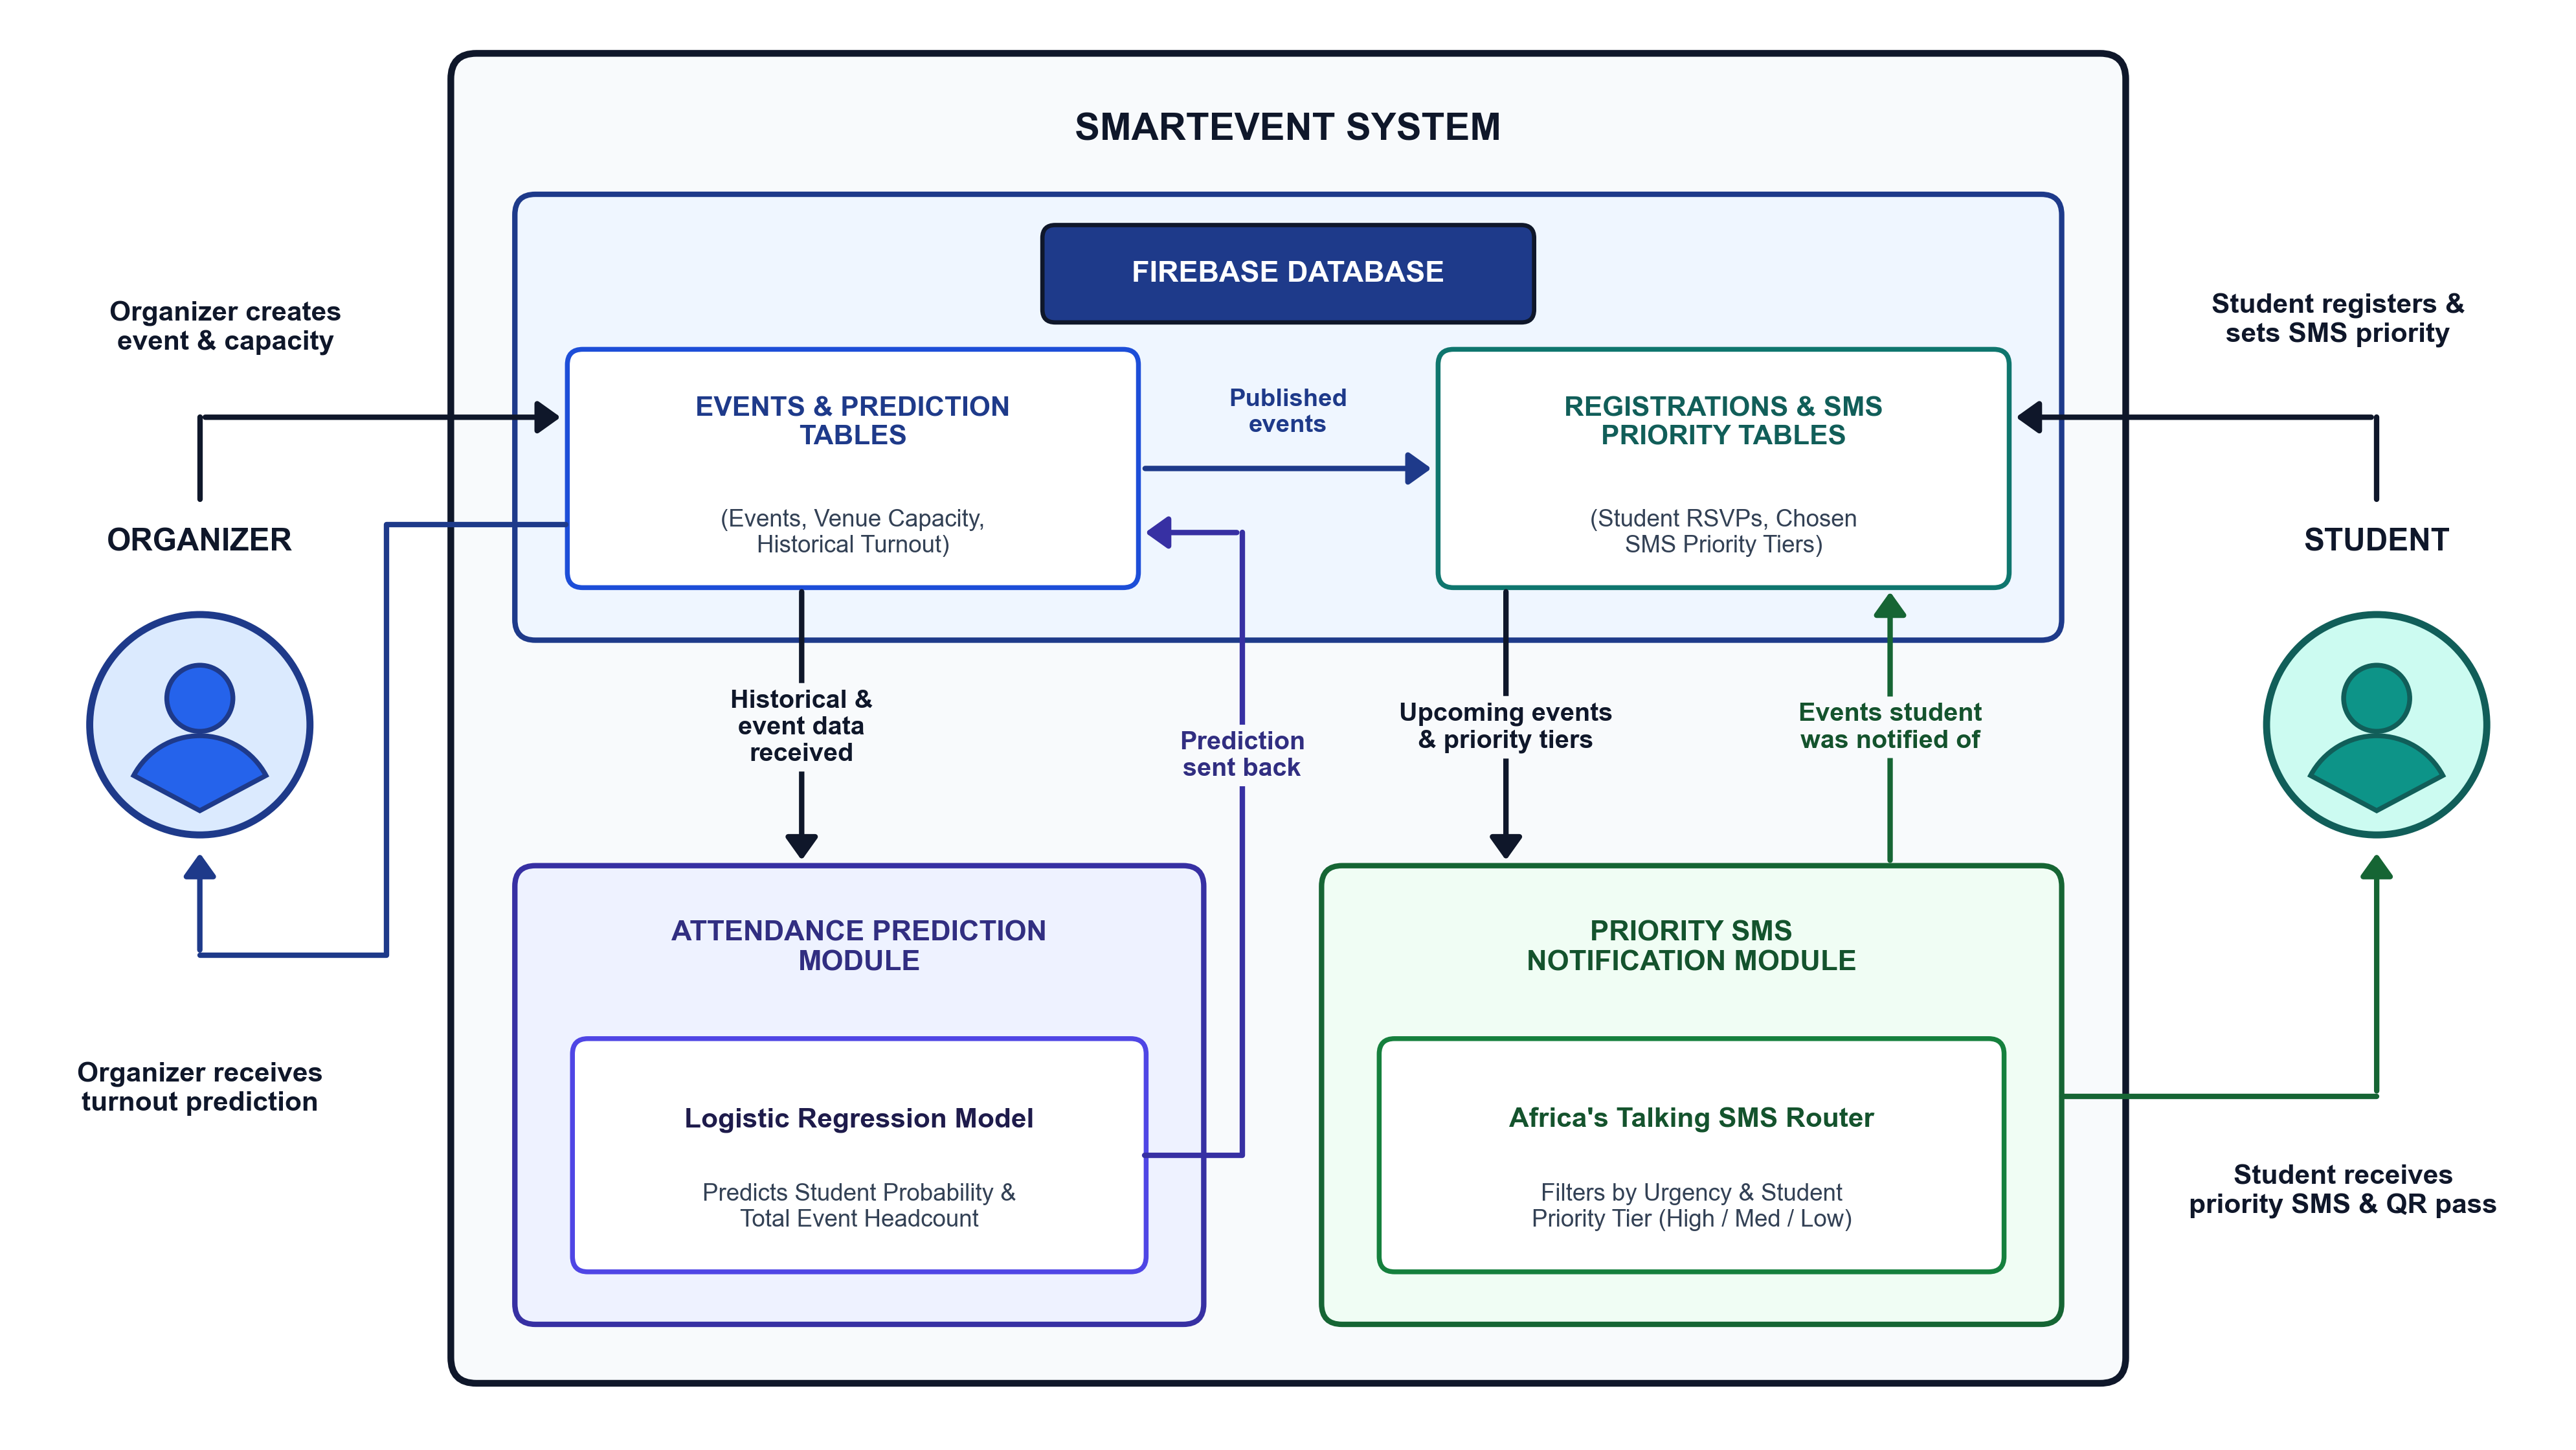 SMARTEVENT SYSTEM
FIREBASE DATABASE
Organizer creates
event & capacity
Student registers &
sets SMS priority
EVENTS & PREDICTION
TABLES
(Events, Venue Capacity,
Historical Turnout)
Published
events
REGISTRATIONS & SMS
PRIORITY TABLES
(Student RSVPs, Chosen
SMS Priority Tiers)
ORGANIZER
STUDENT
Historical &
event data
received
Prediction
sent back
Upcoming events
& priority tiers
Events student
was notified of
ATTENDANCE PREDICTION
MODULE
Logistic Regression Model
Predicts Student Probability &
Total Event Headcount
PRIORITY SMS
NOTIFICATION MODULE
Africa's Talking SMS Router
Filters by Urgency & Student
Priority Tier (High / Med / Low)
Organizer receives
turnout prediction
Student receives
priority SMS & QR pass